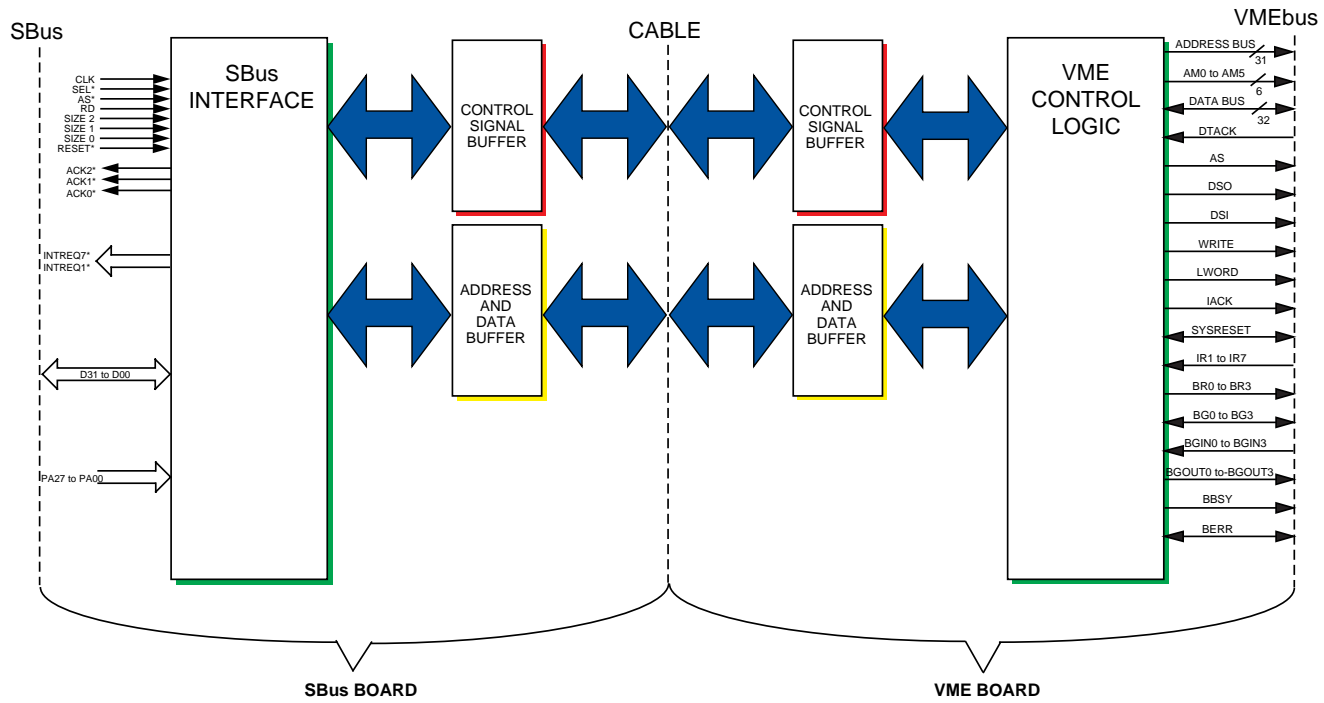 SBus
CABLE
VMEbus
SBus
INTERFACE
CLK
SEL*
AS*
RD
SIZE 2
SIZE 1
SIZE 0
RESET*
ACK2*
ACK1*
ACK0*
INTREQ7*
INTREQ1*
D31 to D00
PA27 to PA00
CONTROL
SIGNAL
BUFFER
ADDRESS
AND
DATA
BUFFER
CONTROL
SIGNAL
BUFFER
ADDRESS
AND
DATA
BUFFER
VME
CONTROL
LOGIC
ADDRESS BUS
31
AM0 to AM5
6
DATA BUS
32
DTACK
AS
DSO
DSI
WRITE
LWORD
IACK
SYSRESET
IR1 to IR7
BR0 to BR3
BG0 to BG3
BGIN0 to BGIN3
BGOUT0 to-BGOUT3
BBSY
BERR
SBus BOARD
VME BOARD